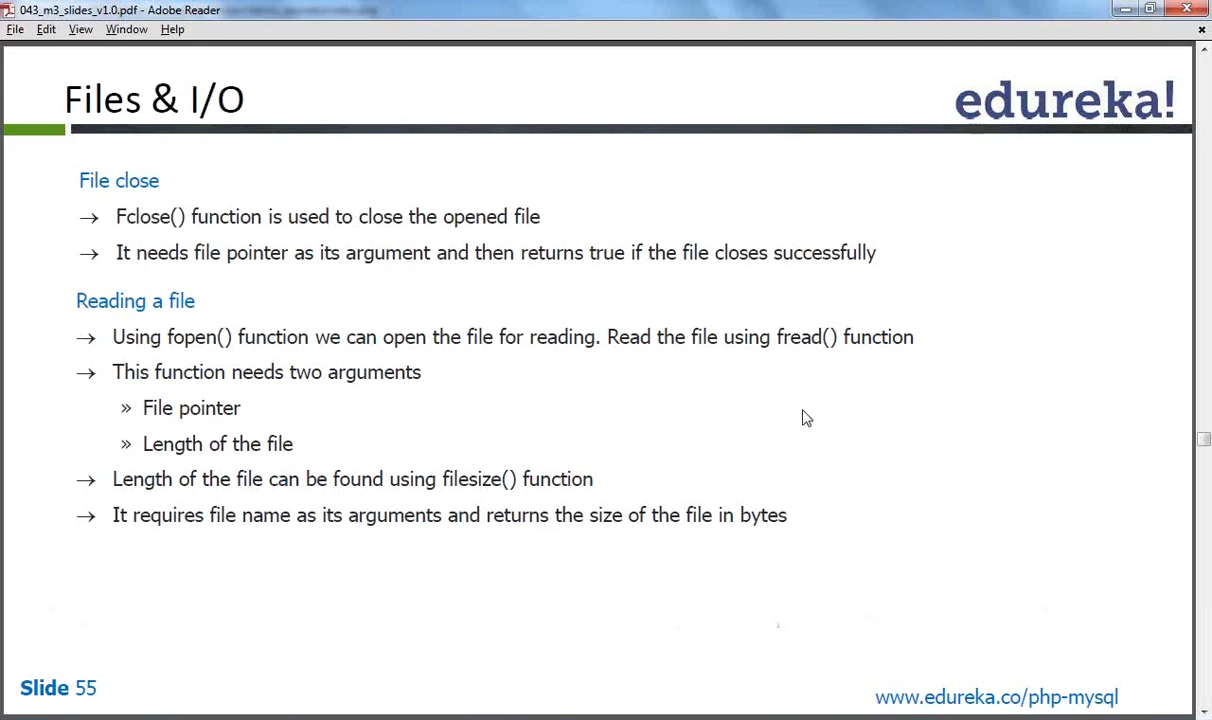 043_m3_slides_v1.0.pdf - Adobe Reader
File Edit View Window Help
Files & I/O
edureka!
File close
→ Fclose() function is used to close the opened file
→ It needs file pointer as its argument and then returns true if the file closes successfully
Reading a file
→ Using fopen() function we can open the file for reading. Read the file using fread() function
→ This function needs two arguments
» File pointer
» Length of the file
→ Length of the file can be found using filesize() function
→ It requires file name as its arguments and returns the size of the file in bytes
Slide 55
www.edureka.co/php-mysql